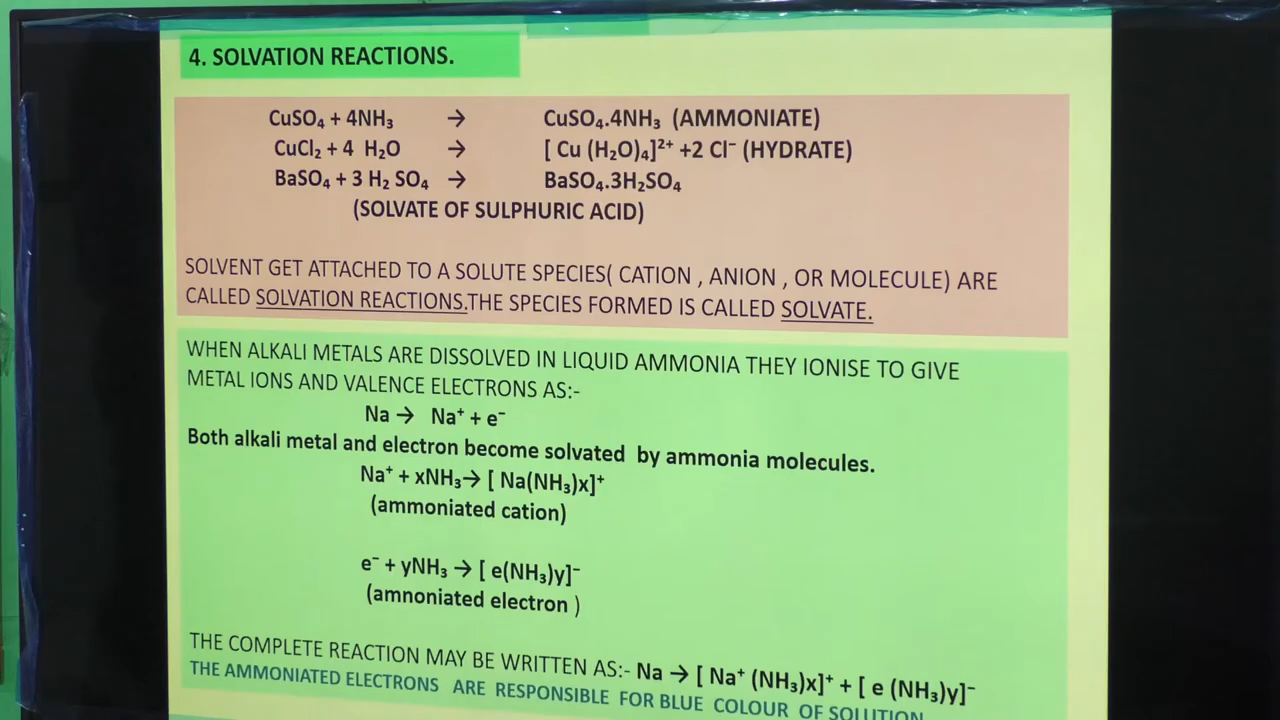 4. SOLVATION REACTIONS.
CuSO₄ + 4NH₃ → CuSO₄.4NH₃ (AMMONIATE)
CuCl₂ + 4 H₂O → [ Cu (H₂O)₄]²⁺ +2 Cl⁻ (HYDRATE)
BaSO₄ + 3 H₂ SO₄ → BaSO₄.3H₂SO₄
(SOLVATE OF SULPHURIC ACID)
SOLVENT GET ATTACHED TO A SOLUTE SPECIES( CATION , ANION , OR MOLECULE) ARE
CALLED SOLVATION REACTIONS.THE SPECIES FORMED IS CALLED SOLVATE.
WHEN ALKALI METALS ARE DISSOLVED IN LIQUID AMMONIA THEY IONISE TO GIVE
METAL IONS AND VALENCE ELECTRONS AS:-
Na → Na⁺ + e⁻
Both alkali metal and electron become solvated by ammonia molecules.
Na⁺ + xNH₃→ [ Na(NH₃)x]⁺
(ammoniated cation)
e⁻ + yNH₃ → [ e(NH₃)y]⁻
(amnoniated electron )
THE COMPLETE REACTION MAY BE WRITTEN AS:- Na → [ Na⁺ (NH₃)x]⁺ + [ e (NH₃)y]⁻
THE AMMONIATED ELECTRONS ARE RESPONSIBLE FOR BLUE COLOUR OF SOLUTION